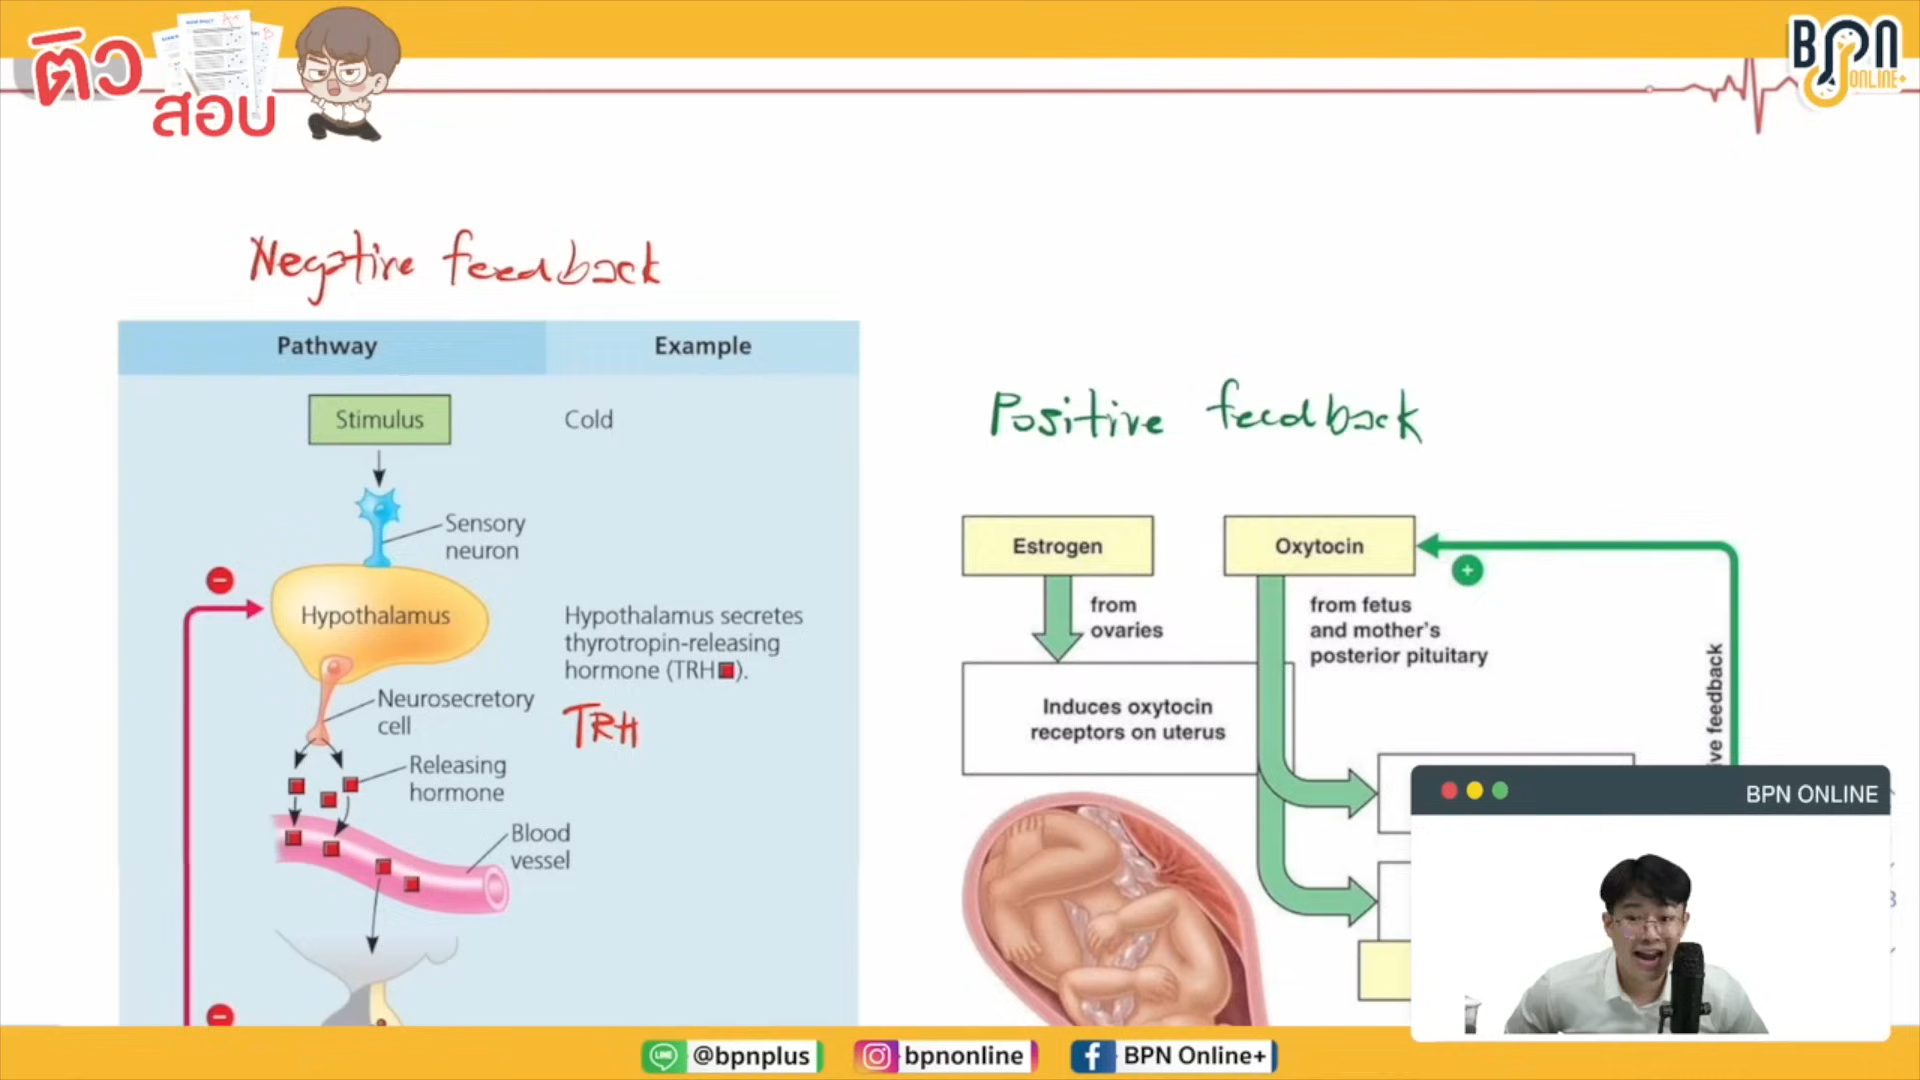 ติว
สอบ
BPN
ONLINE+
Negative feedback
Pathway
Example
Stimulus
Cold
Sensory
neuron
Hypothalamus
Hypothalamus secretes
thyrotropin-releasing
hormone (TRH).
TRH
Neurosecretory
cell
Releasing
hormone
Blood
vessel
Positive feedback
Estrogen
Oxytocin
from
ovaries
from fetus
and mother's
posterior pituitary
Induces oxytocin
receptors on uterus
ve feedback
BPN ONLINE
LINE
@bpnplus
bpnonline
BPN Online+